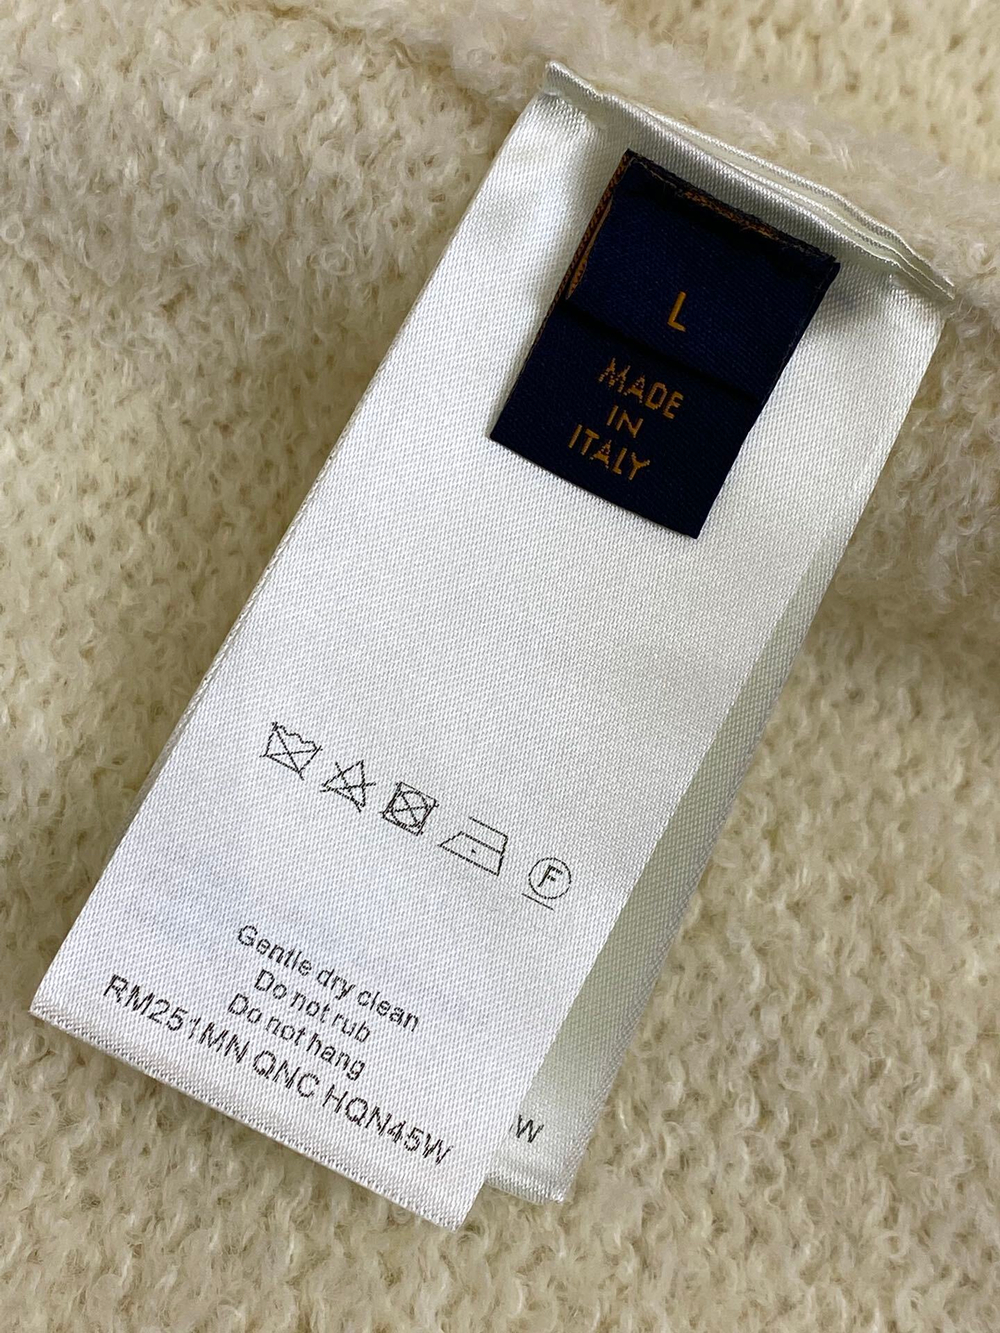 L
MADE
IN
ITALY
F
Gentle dry clean
Do not rub
Do not hang
RM251MN QNC HQN45W
W